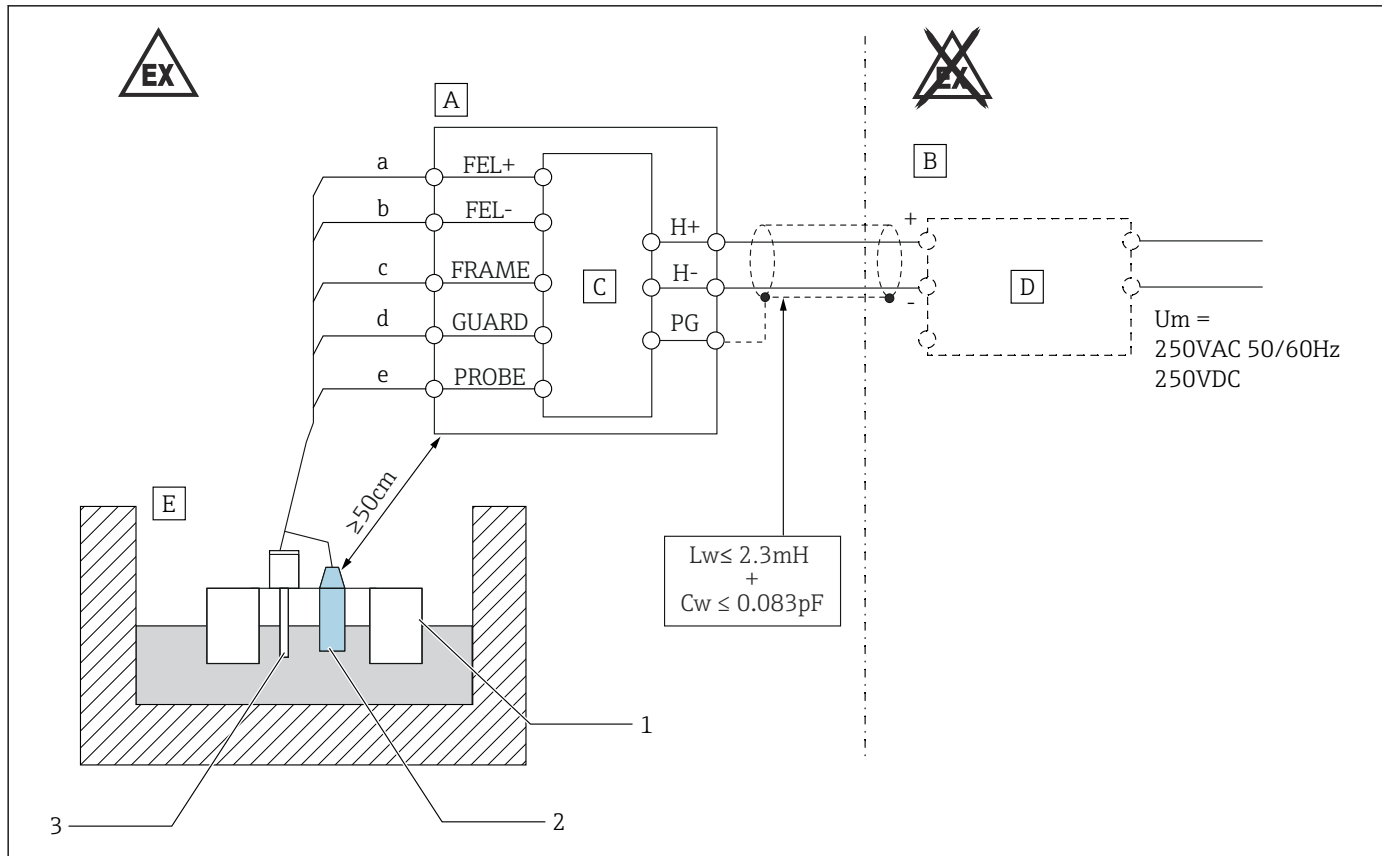 EX
EX
A
B
a
FEL+
b
FEL-
c
FRAME
d
GUARD
e
PROBE
C
H+
H-
PG
+
-
D
Um =
250VAC 50/60Hz
250VDC
≥50cm
E
Lw≤ 2.3mH
+
Cw ≤ 0.083pF
1
2
3